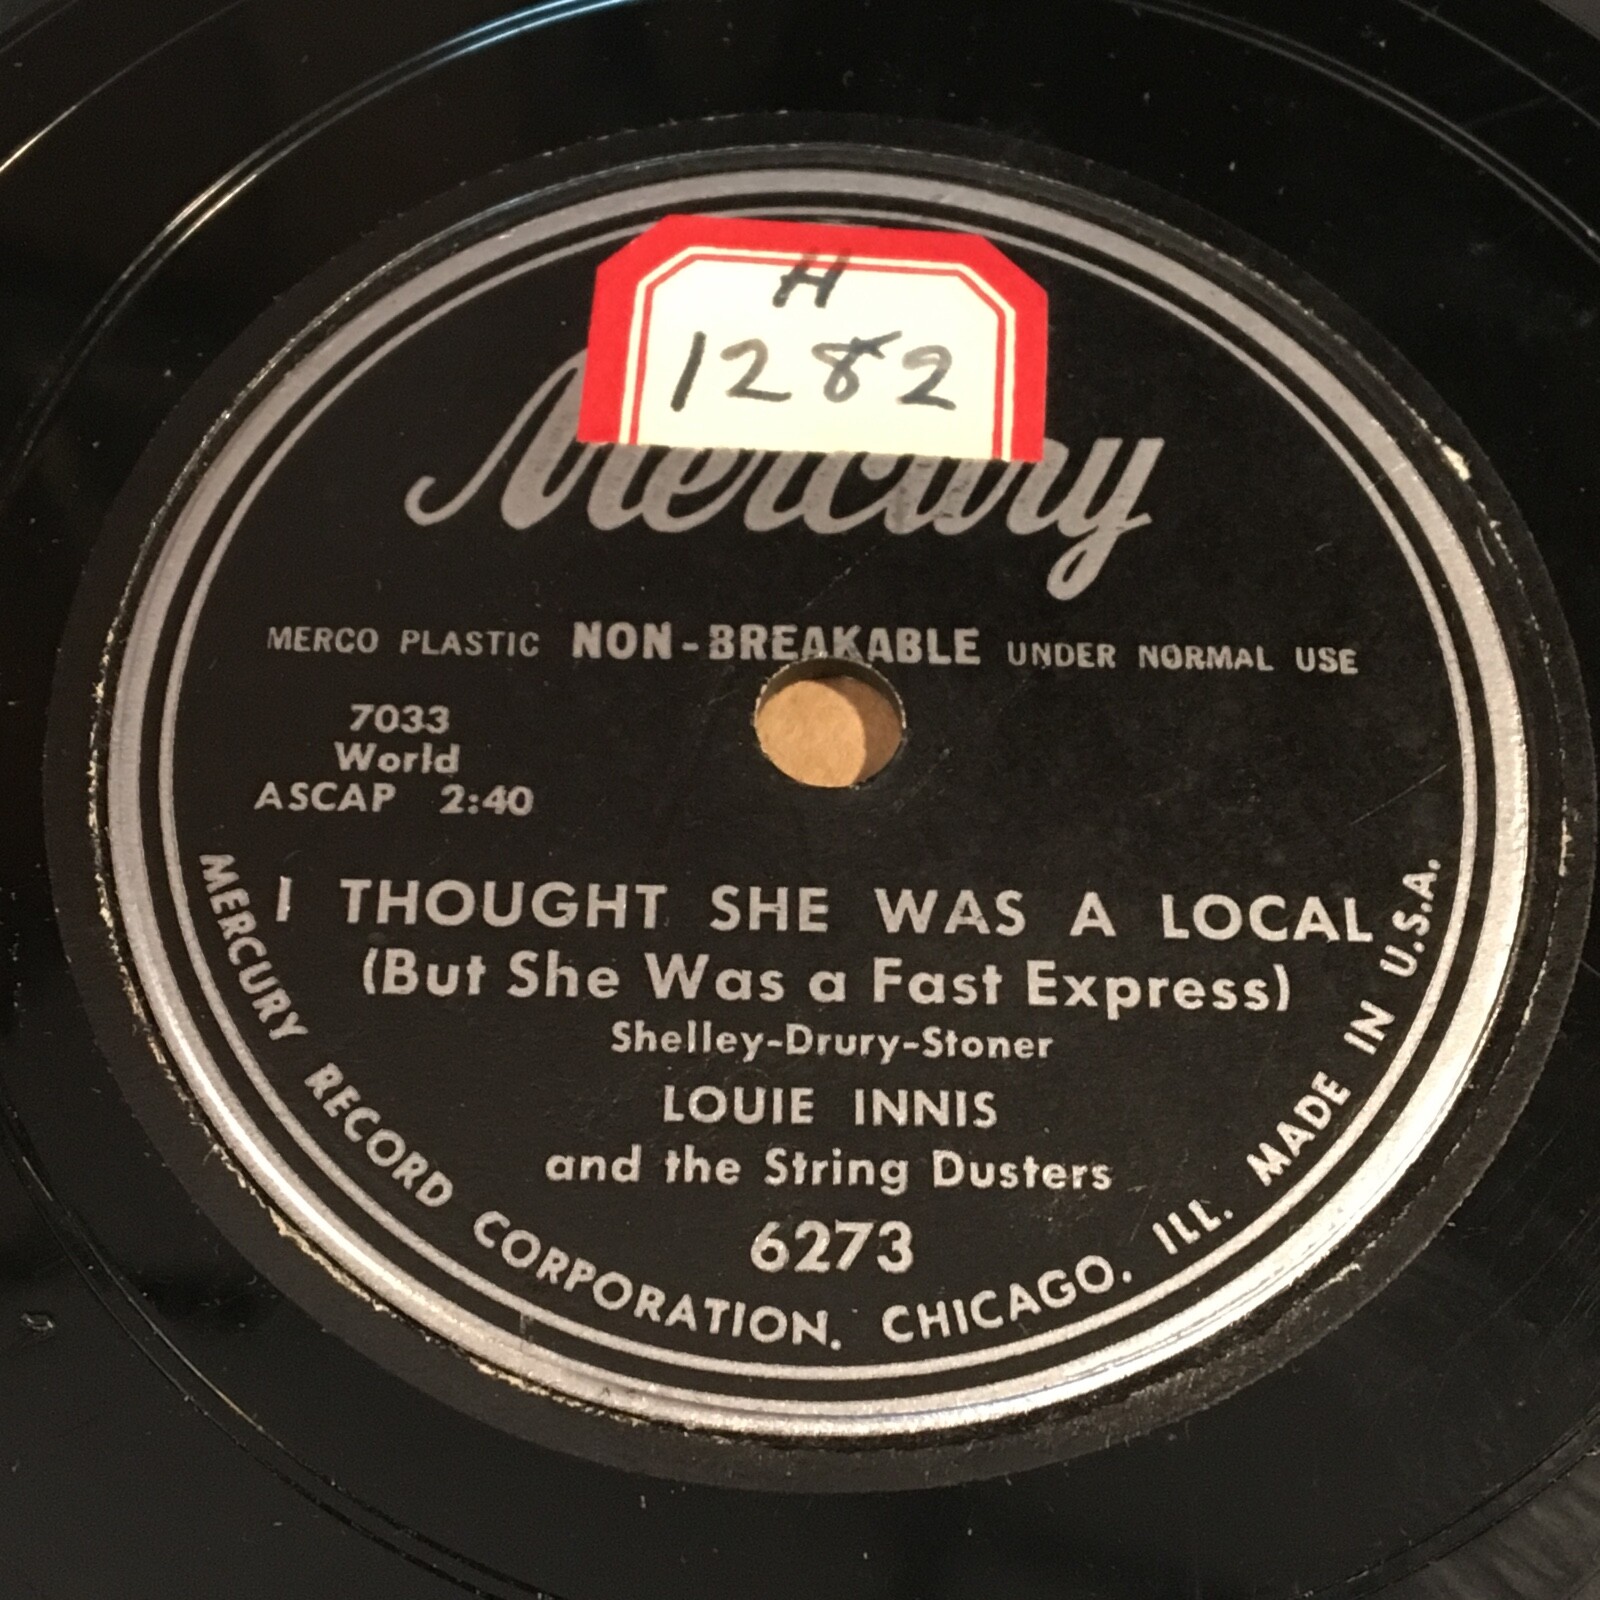 H
1282
Mercury
MERCO PLASTIC NON-BREAKABLE UNDER NORMAL USE
7033
World
ASCAP 2:40
I THOUGHT SHE WAS A LOCAL
(But She Was a Fast Express)
Shelley-Drury-Stoner
LOUIE INNIS
and the String Dusters
6273
MERCURY RECORD CORPORATION. CHICAGO. ILL. MADE IN U.S.A.